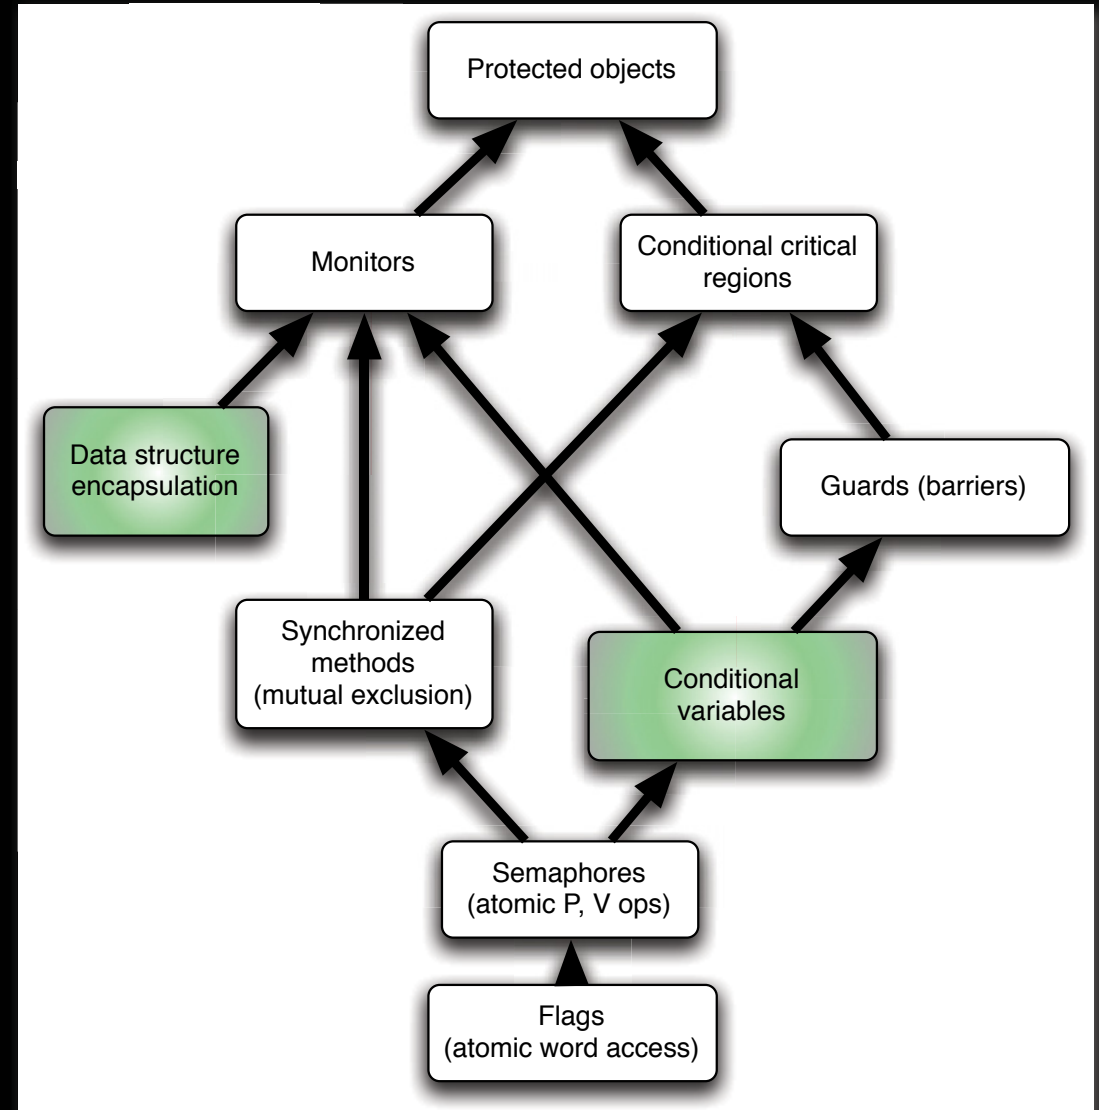 Protected objects
Monitors
Conditional critical
regions
Data structure
encapsulation
Guards (barriers)
Synchronized
methods
(mutual exclusion)
Conditional
variables
Semaphores
(atomic P, V ops)
Flags
(atomic word access)